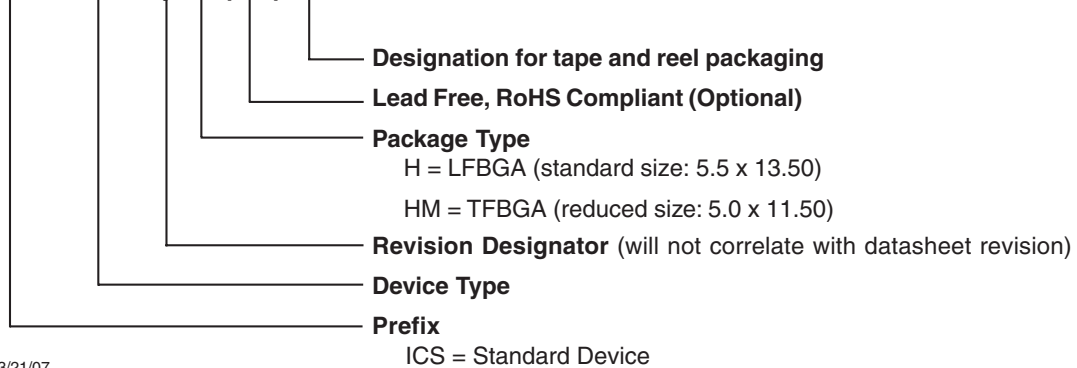 Designation for tape and reel packaging
Lead Free, RoHS Compliant (Optional)
Package Type
H = LFBGA (standard size: 5.5 x 13.50)
HM = TFBGA (reduced size: 5.0 x 11.50)
Revision Designator (will not correlate with datasheet revision)
Device Type
Prefix
ICS = Standard Device